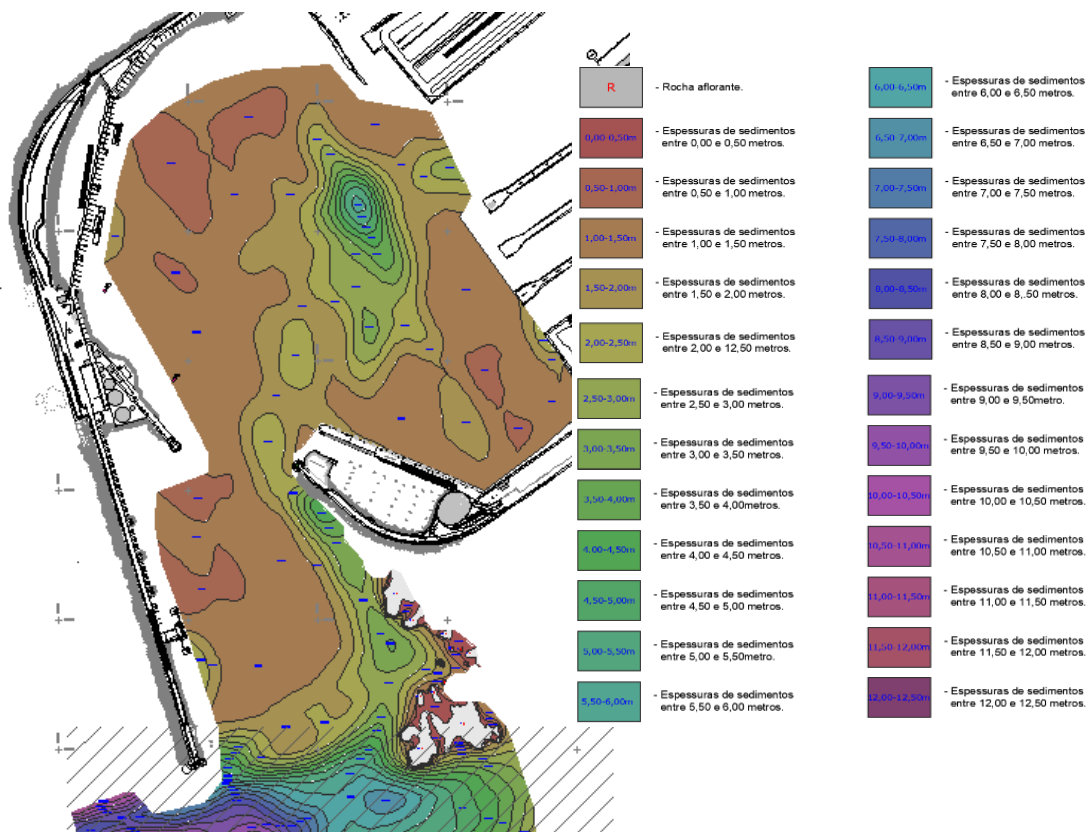 R
- Rocha aflorante.
0,00-0,50m
- Espessuras de sedimentos
entre 0,00 e 0,50 metros.
0,50-1,00m
- Espessuras de sedimentos
entre 0,50 e 1,00 metros.
1,00-1,50m
- Espessuras de sedimentos
entre 1,00 e 1,50 metros.
1,50-2,00m
- Espessuras de sedimentos
entre 1,50 e 2,00 metros.
2,00-2,50m
- Espessuras de sedimentos
entre 2,00 e 12,50 metros.
2,50-3,00m
- Espessuras de sedimentos
entre 2,50 e 3,00 metros.
3,00-3,50m
- Espessuras de sedimentos
entre 3,00 e 3,50 metros.
3,50-4,00m
- Espessuras de sedimentos
entre 3,50 e 4,00metros.
4,00-4,50m
- Espessuras de sedimentos
entre 4,00 e 4,50 metros.
4,50-5,00m
- Espessuras de sedimentos
entre 4,50 e 5,00 metros.
5,00-5,50m
- Espessuras de sedimentos
entre 5,00 e 5,50metro.
5,50-6,00m
- Espessuras de sedimentos
entre 5,50 e 6,00 metros.
6,00-6,50m
- Espessuras de sedimentos
entre 6,00 e 6,50 metros.
6,50-7,00m
- Espessuras de sedimentos
entre 6,50 e 7,00 metros.
7,00-7,50m
- Espessuras de sedimentos
entre 7,00 e 7,50 metros.
7,50-8,00m
- Espessuras de sedimentos
entre 7,50 e 8,00 metros.
8,00-8,50m
- Espessuras de sedimentos
entre 8,00 e 8,.50 metros.
8,50-9,00m
- Espessuras de sedimentos
entre 8,50 e 9,00 metros.
9,00-9,50m
- Espessuras de sedimentos
entre 9,00 e 9,50metro.
9,50-10,00m
- Espessuras de sedimentos
entre 9,50 e 10,00 metros.
10,00-10,50m
- Espessuras de sedimentos
entre 10,00 e 10,50 metros.
10,50-11,00m
- Espessuras de sedimentos
entre 10,50 e 11,00 metros.
11,00-11,50m
- Espessuras de sedimentos
entre 11,00 e 11,50 metros.
11,50-12,00m
- Espessuras de sedimentos
entre 11,50 e 12,00 metros.
12,00-12,50m
- Espessuras de sedimentos
entre 12,00 e 12,50 metros.